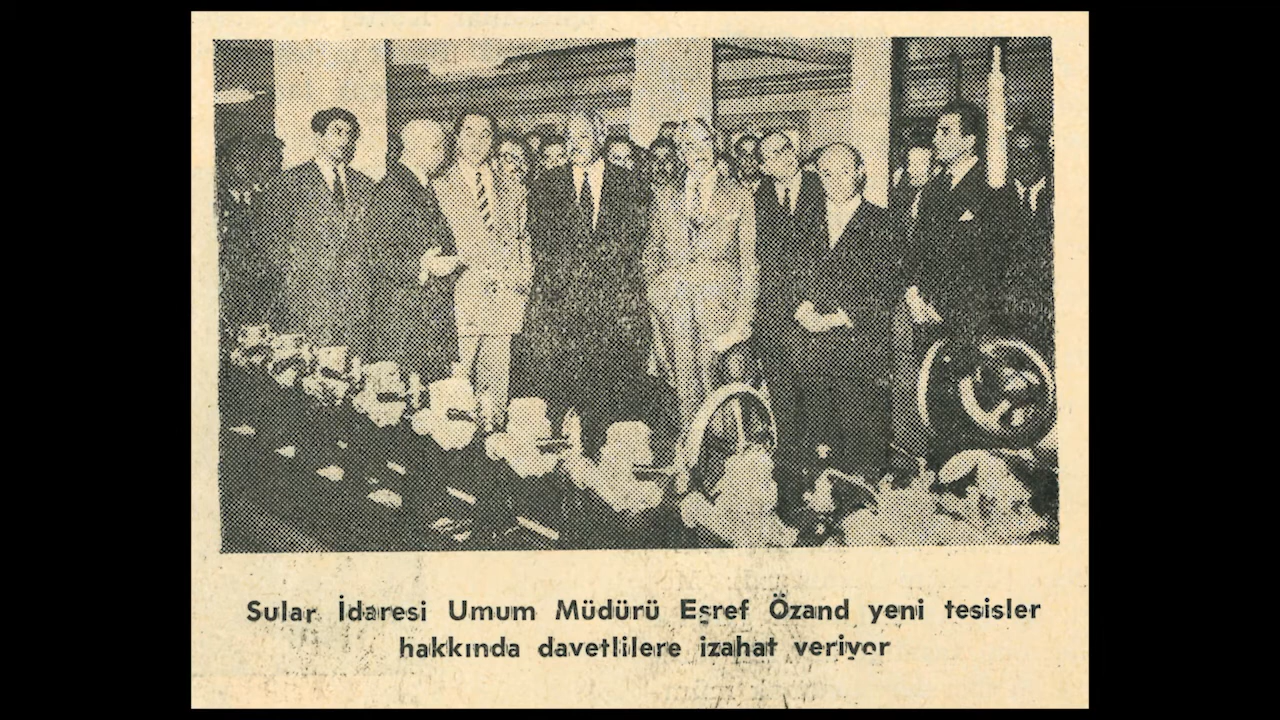 Sular İdaresi Umum Müdürü Eşref Özand yeni tesisler
hakkında davetlilere izahat veriyor